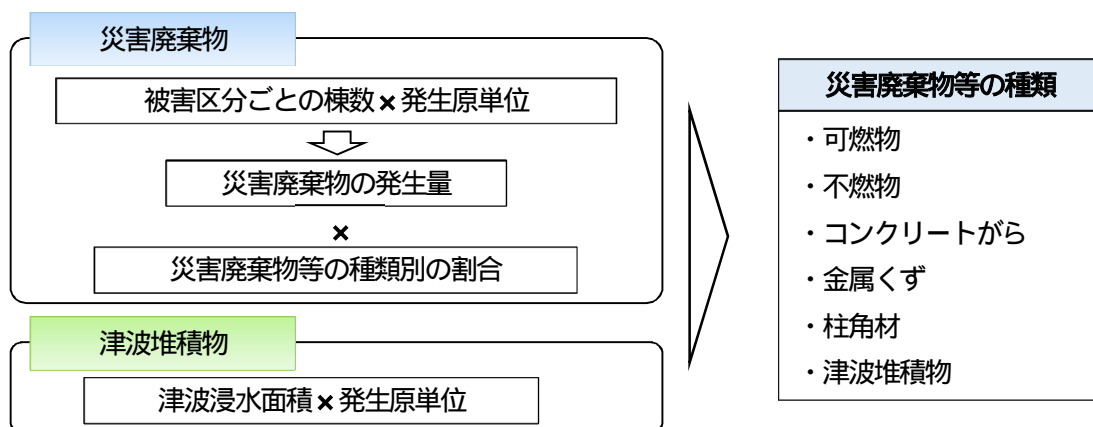 災害廃棄物
被害区分ごとの棟数×発生原単位
災害廃棄物の発生量
×
災害廃棄物等の種類別の割合
津波堆積物
津波浸水面積×発生原単位
災害廃棄物等の種類
・可燃物
・不燃物
・コンクリートがら
・金属くず
・柱角材
・津波堆積物